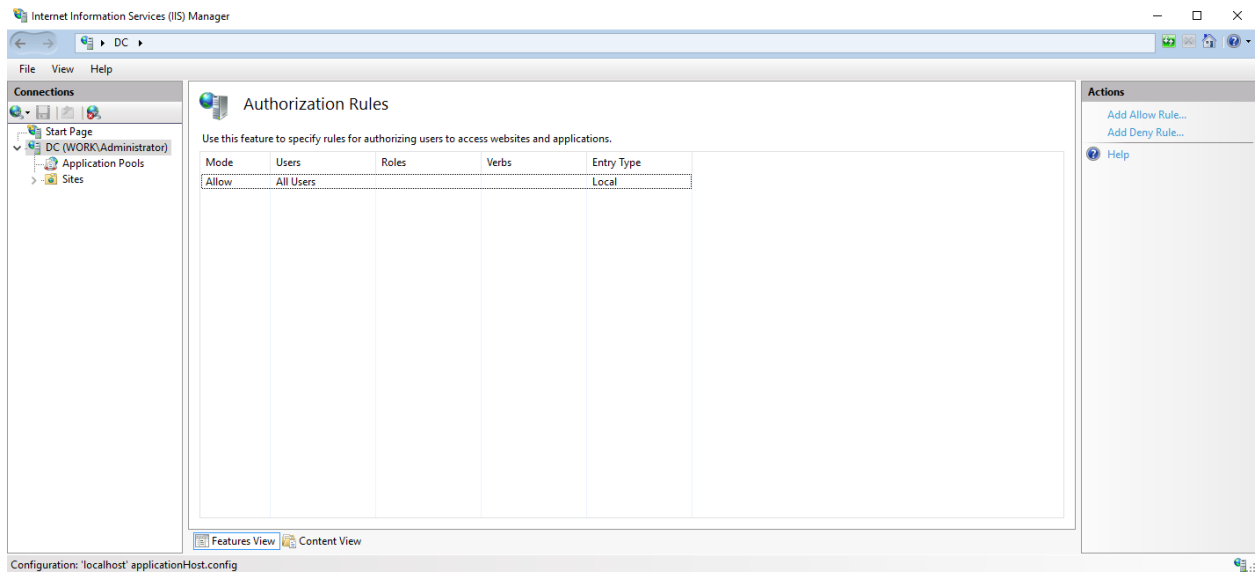 Internet Information Services (IIS) Manager
DC
File View Help
Connections
Start Page
DC (WORK\Administrator)
Application Pools
Sites
Authorization Rules
Use this feature to specify rules for authorizing users to access websites and applications.
Mode Users Roles Verbs Entry Type
Allow All Users Local
Features View Content View
Actions
Add Allow Rule...
Add Deny Rule...
Help
Configuration: 'localhost' applicationHost.config